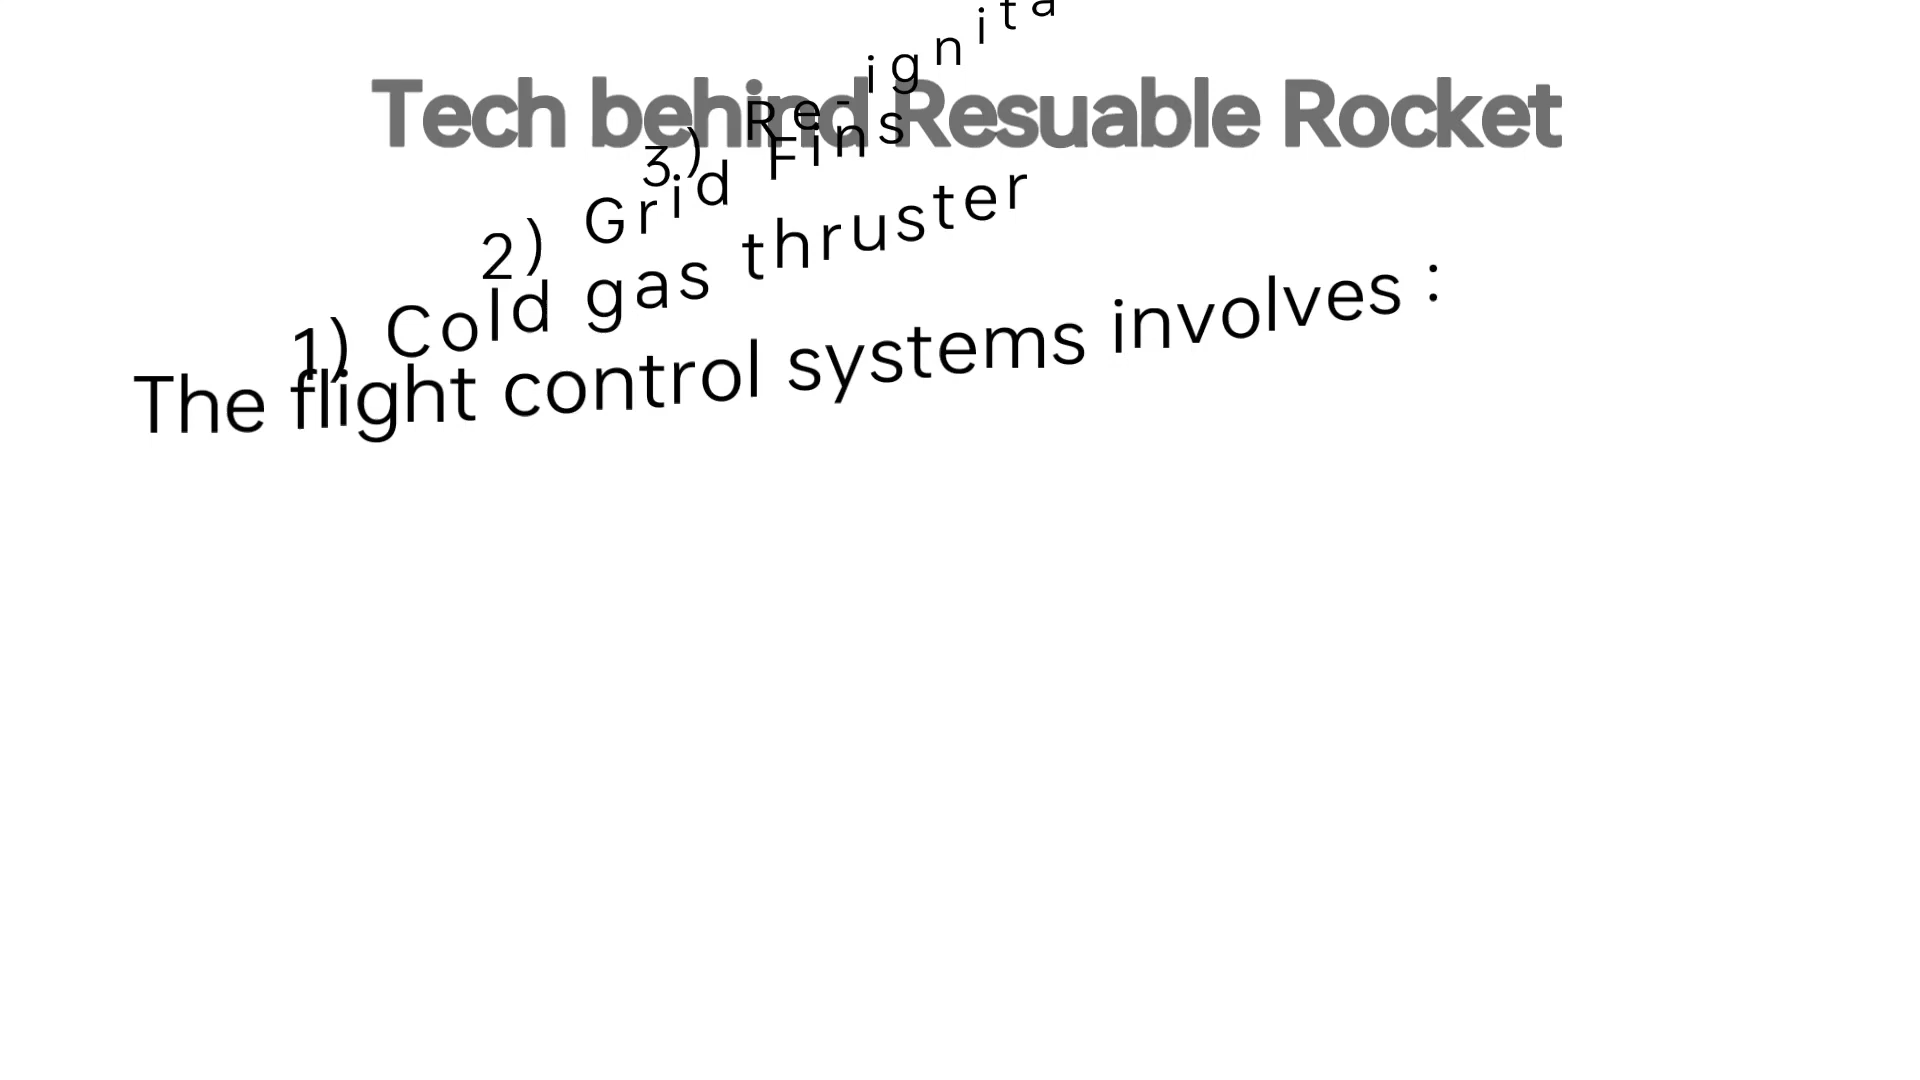 Tech behind Resuable Rocket
The flight control systems involves :
1) Cold gas thruster
2) Grid Fins
3) Re-ignita